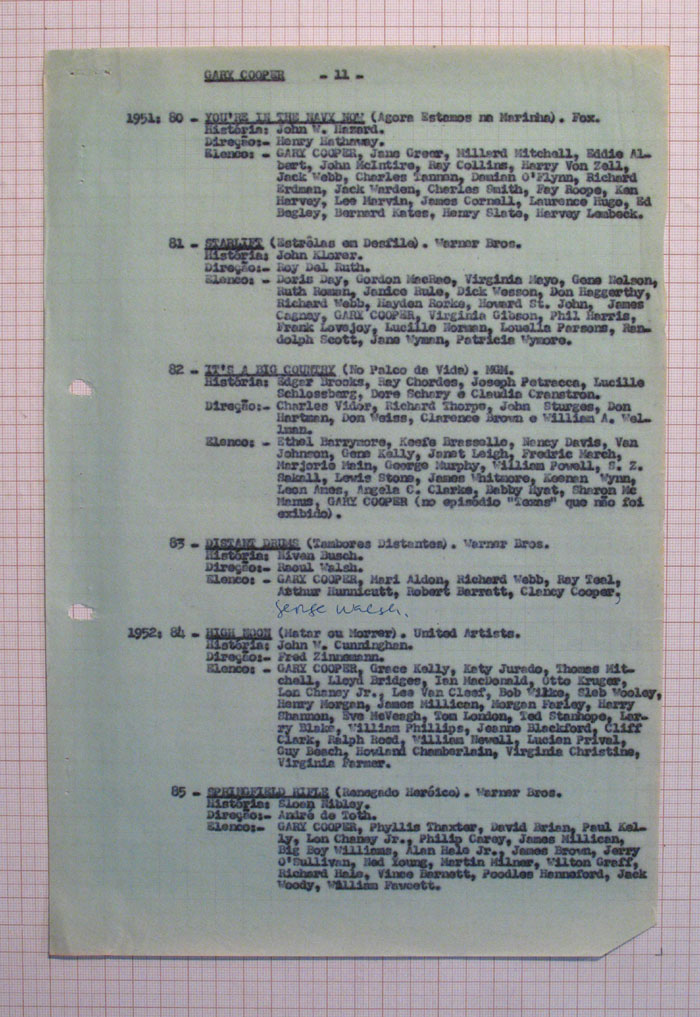 GARY COOPER - 11 -
1951: 80 - YOU'RE IN THE NAVY NOW (Agora Estamos na Marinha). Fox.
História: John W. Hazard.
Direção:- Henry Hathaway.
Elenco: - GARY COOPER, Jane Greer, Millard Mitchell, Eddie Al-
bert, John McIntire, Ray Collins, Harry Von Zell,
Jack Webb, Charles Tannen, Damian O'Flynn, Richard
Erdman, Jack Warden, Charles Smith, Fay Roope, Ken
Harvey, Lee Marvin, James Cornell, Laurence Hugo, Ed
Begley, Bernard Kates, Henry Slate, Harvey Lembeck.
81 - STARLIFT (Estrêlas em Desfile). Warner Bros.
História: John Klorer.
Direção:- Roy Del Ruth.
Elenco: - Doris Day, Gordon MacRae, Virginia Mayo, Gene Nelson,
Ruth Roman, Janice Rule, Dick Wesson, Don Haggerthy,
Richard Webb, Hayden Rorke, Howard St. John, James
Cagney, GARY COOPER, Virginia Gibson, Phil Harris,
Frank Lovejoy, Lucille Norman, Louella Parsons, Ran-
dolph Scott, Jane Wyman, Patricia Wymore.
82 - IT'S A BIG COUNTRY (No Palco da Vida). MGM.
História: Edgar Brooks, Ray Chordes, Joseph Petracca, Lucille
Schlossberg, Dore Schary e Claudia Cranstron.
Direção:- Charles Vidor, Richard Thorpe, John Sturges, Don
Hartman, Don Weiss, Clarence Brown e William A. Wel-
lman.
Elenco: - Ethel Barrymore, Keefe Brasselle, Nancy Davis, Van
Johnson, Gene Kelly, Janet Leigh, Fredric March,
Marjorie Main, George Murphy, William Powell, S. Z.
Sakall, Lewis Stone, James Whitmore, Keenan Wynn,
Leon Ames, Angela C. Clarke, Bobby Hyat, Sharon Mc
Manus, GARY COOPER (no episódio "Texas" que não foi
exibido).
83 - DISTANT DRUMS (Tambores Distantes). Warner Bros.
História: Niven Busch.
Direção:- Raoul Walsh.
Elenco: - GARY COOPER, Mari Aldon, Richard Webb, Ray Teal,
Arthur Hunnicutt, Robert Barratt, Clancy Cooper,
George Walsh.
1952: 84 - HIGH NOON (Matar ou Morrer). United Artists.
História: John W. Cunningham.
Direção:- Fred Zinnemann.
Elenco: - GARY COOPER, Grace Kelly, Katy Jurado, Thomas Mit-
chell, Lloyd Bridges, Ian MacDonald, Otto Kruger,
Lon Chaney Jr., Lee Van Cleef, Bob Wilke, Sleb Wooley,
Henry Morgan, James Millican, Morgan Farley, Harry
Shannon, Eve McVeagh, Tom London, Ted Stanhope, Lar-
ry Blake, William Phillips, Jeanne Blackford, Cliff
Clark, Ralph Reed, William Newell, Lucien Prival,
Guy Beach, Howland Chamberlain, Virginia Christine,
Virginia Farmer.
85 - SPRINGFIELD RIFLE (Renegado Heróico). Warner Bros.
História: Sloan Nibley.
Direção:- André de Toth.
Elenco:- GARY COOPER, Phyllis Thaxter, David Brian, Paul Kel-
ly, Lon Chaney Jr., Philip Carey, James Millican,
Big Boy Williams, Alan Hale Jr., James Brown, Jerry
O'Sullivan, Ned Young, Martin Milner, Wilton Graff,
Richard Hale, Vince Barnett, Poodles Hanneford, Jack
Woody, William Fawcett.